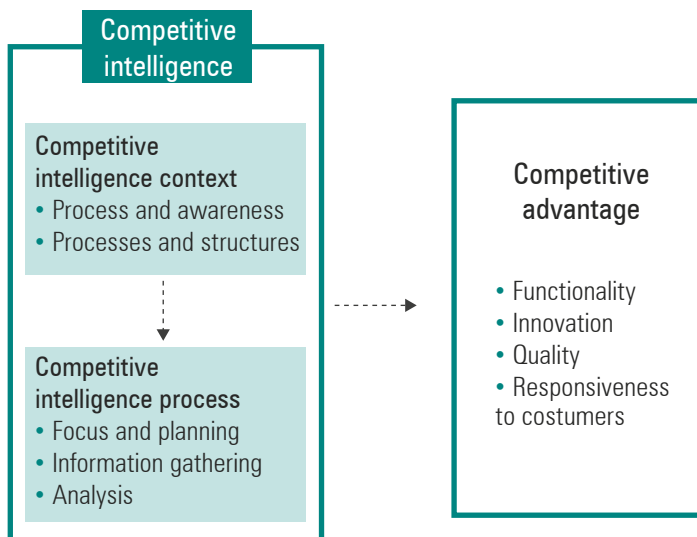 Competitive
intelligence
Competitive
intelligence context
• Process and awareness
• Processes and structures
Competitive
intelligence process
• Focus and planning
• Information gathering
• Analysis
Competitive
advantage
• Functionality
• Innovation
• Quality
• Responsiveness
to costumers